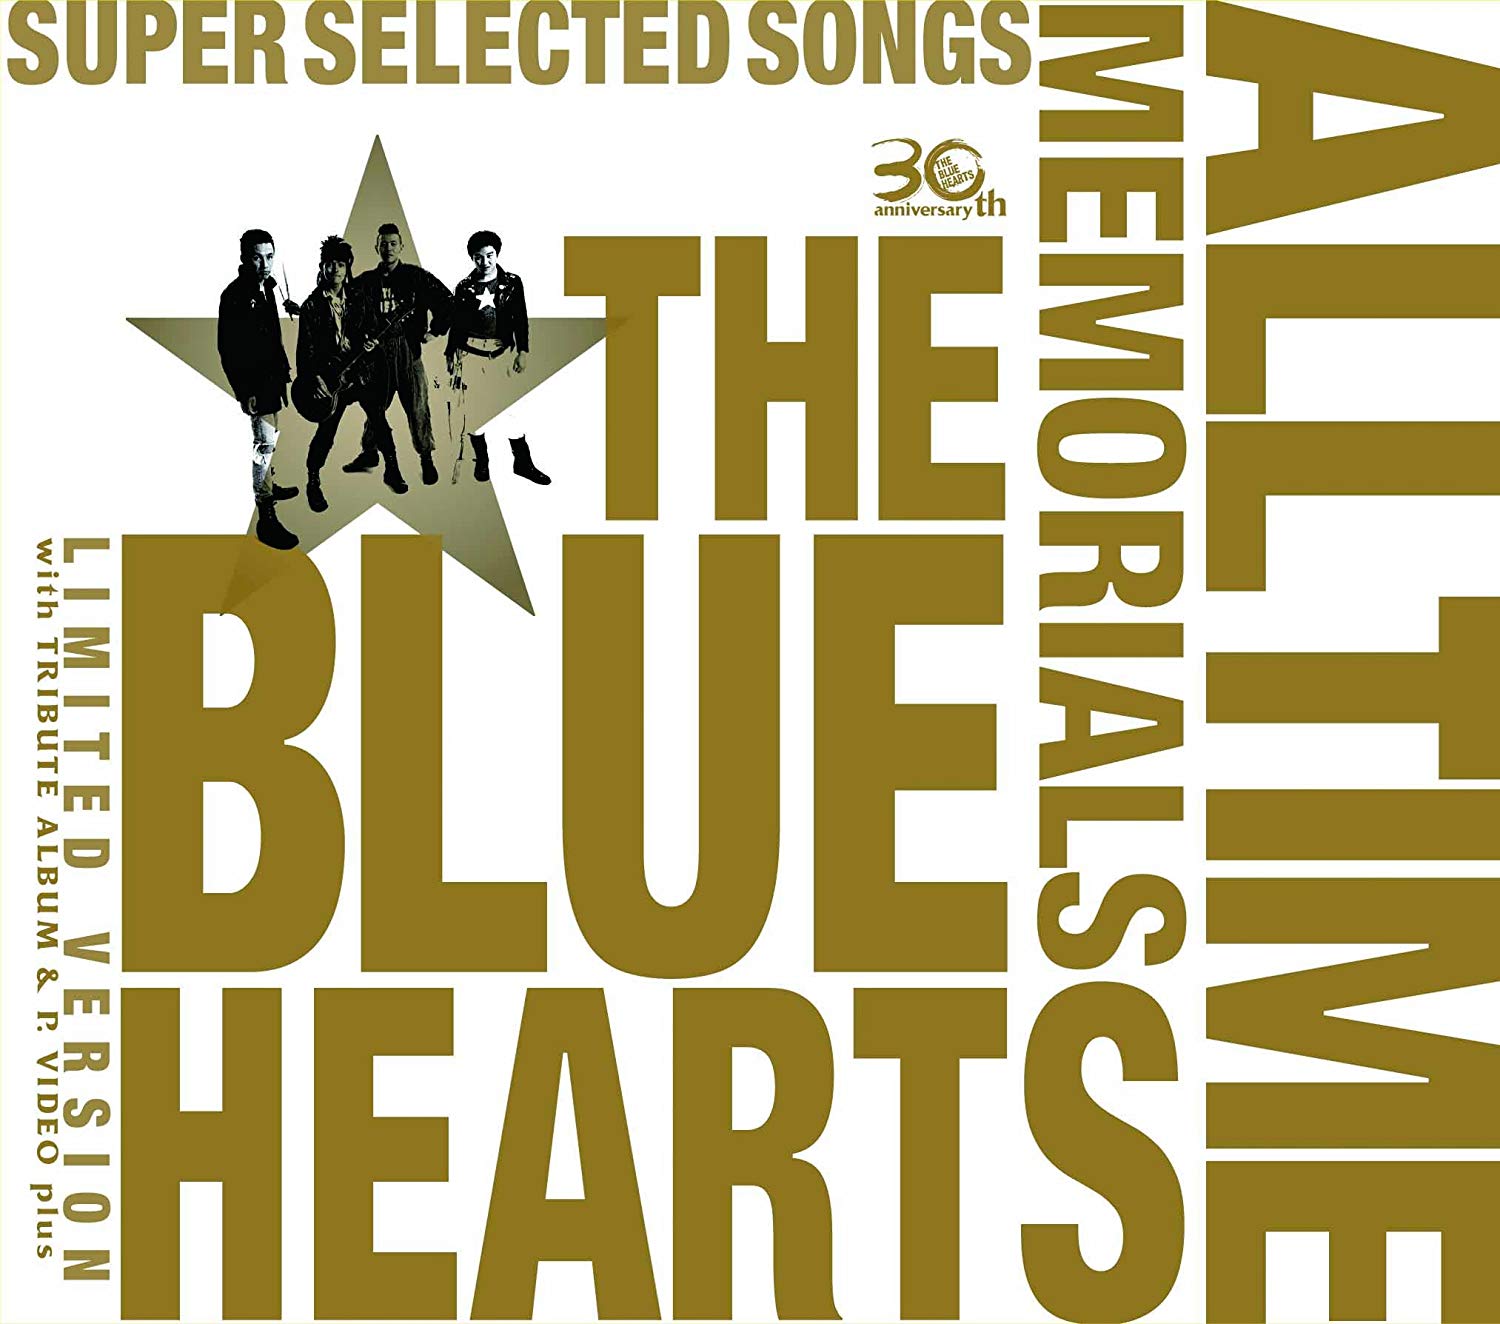 SUPER SELECTED SONGS
30th
anniversary
THE
BLUE
HEARTS
THE
BLUE
HEARTS
ALL TIME
MEMORIALS
LIMITED VERSION
with TRIBUTE ALBUM & P. VIDEO plus